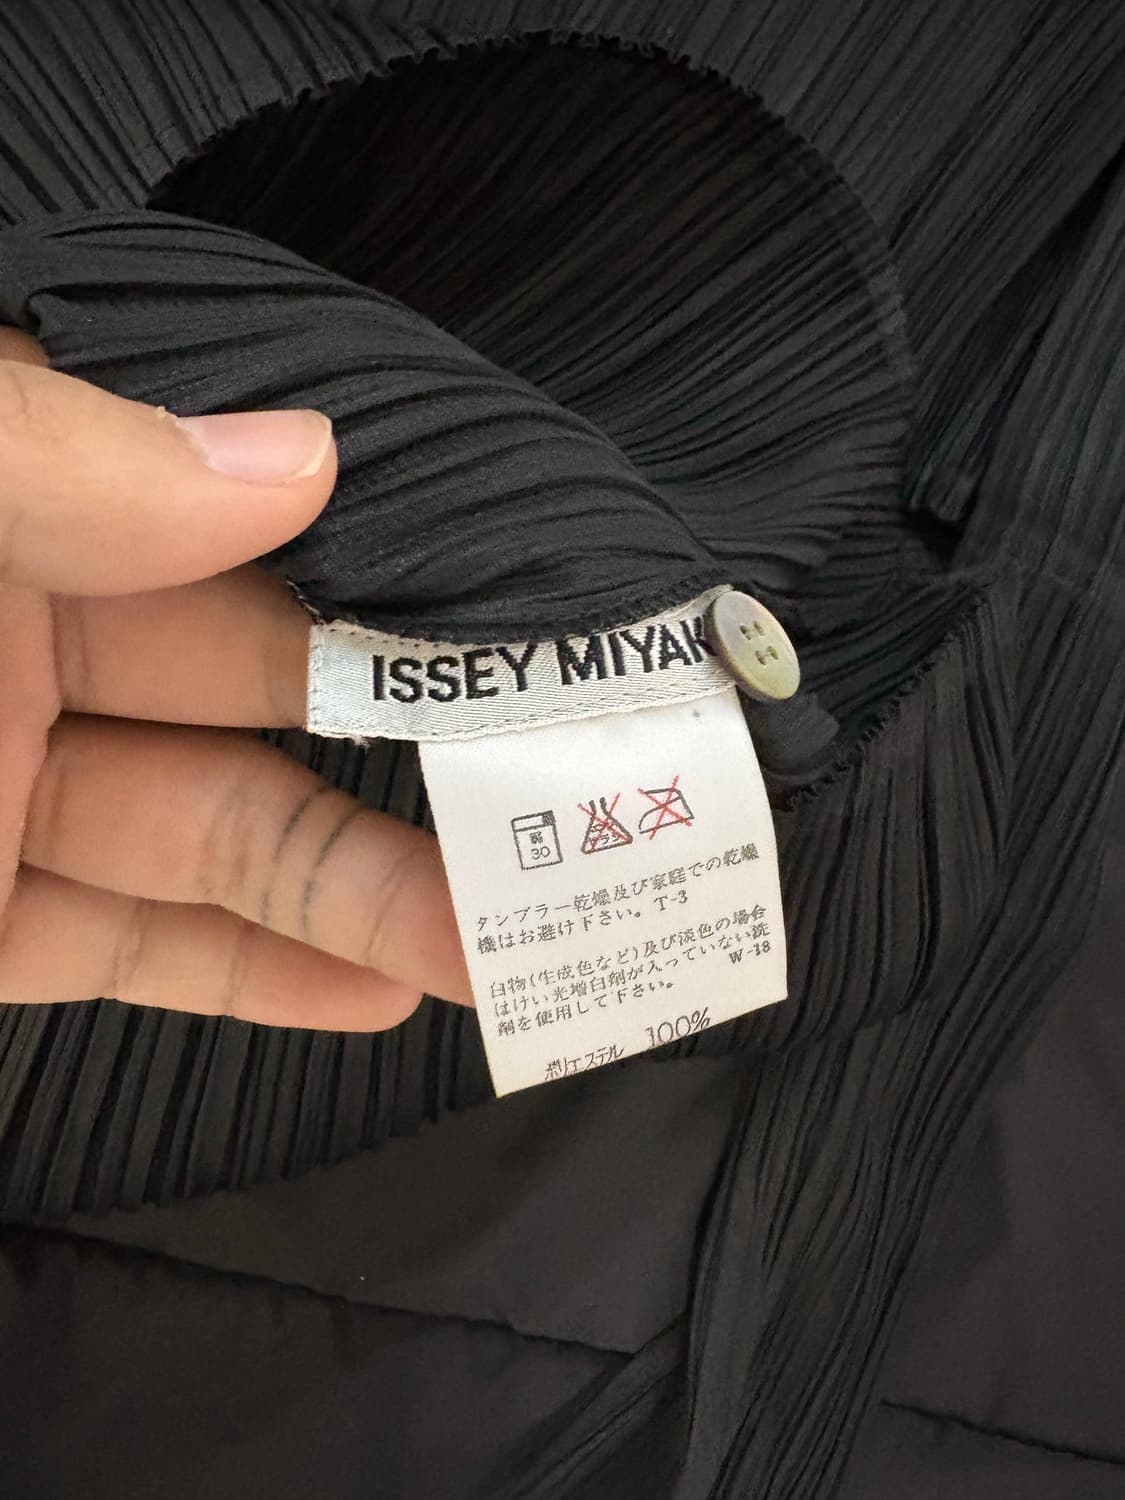 ISSEY MIYAK
弱
30
タンブラー乾燥及び家庭での乾燥
機はお避け下さい。 T-3
白物(生成色など)及び淡色の場合
はけい光増白剤が入っていない洗
剤を使用して下さい。 W-18
ポリエステル 100%